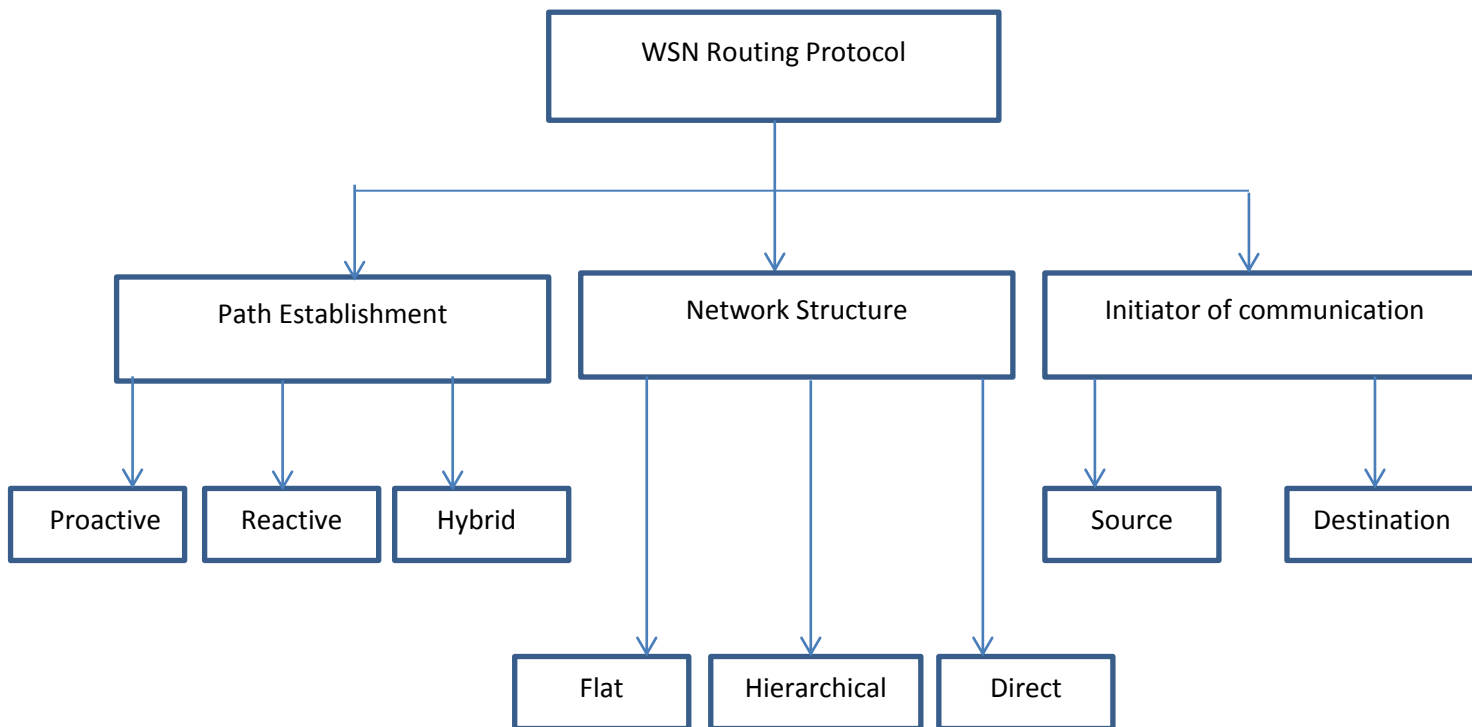 WSN Routing Protocol
Path Establishment
Network Structure
Initiator of communication
Proactive
Reactive
Hybrid
Source
Destination
Flat
Hierarchical
Direct